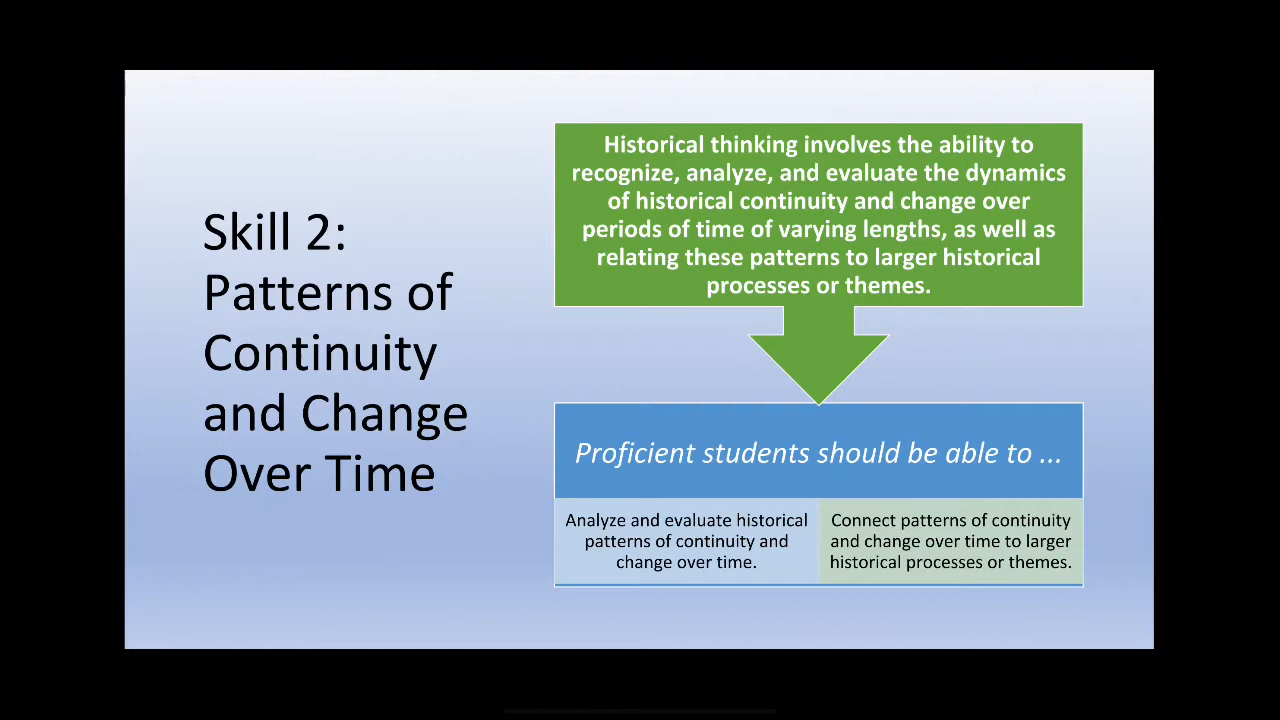 Skill 2:
Patterns of
Continuity
and Change
Over Time
Historical thinking involves the ability to
recognize, analyze, and evaluate the dynamics
of historical continuity and change over
periods of time of varying lengths, as well as
relating these patterns to larger historical
processes or themes.
Proficient students should be able to ...
Analyze and evaluate historical
patterns of continuity and
change over time.
Connect patterns of continuity
and change over time to larger
historical processes or themes.